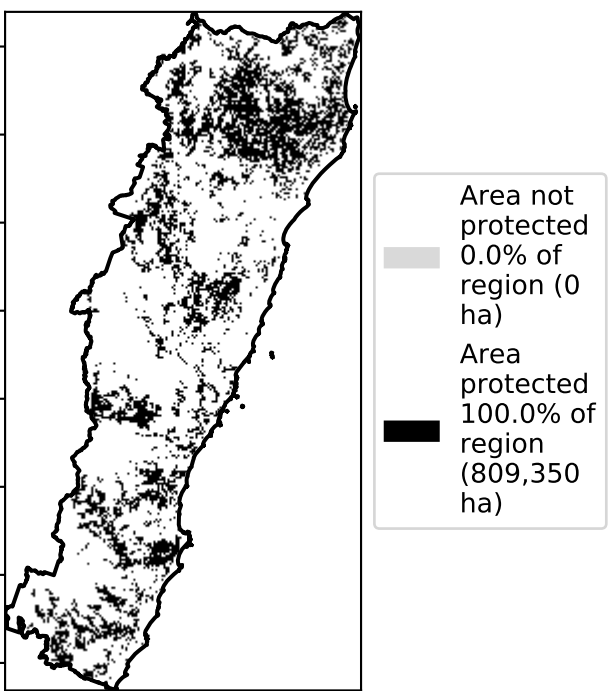 Area not
protected
0.0% of
region (0
ha)
Area
protected
100.0% of
region
(809,350
ha)